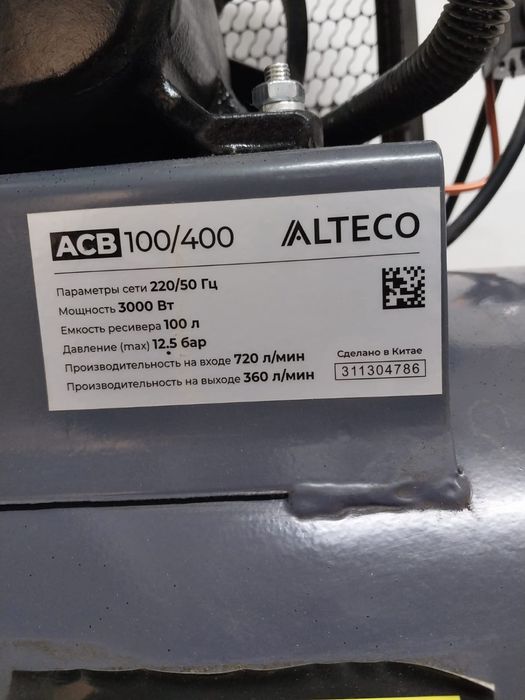 ACB 100/400
ALTECO
Параметры сети 220/50 Гц
Мощность 3000 Вт
Емкость ресивера 100 л
Давление (max) 12.5 бар
Производительность на входе 720 л/мин
Производительность на выходе 360 л/мин
Сделано в Китае
311304786